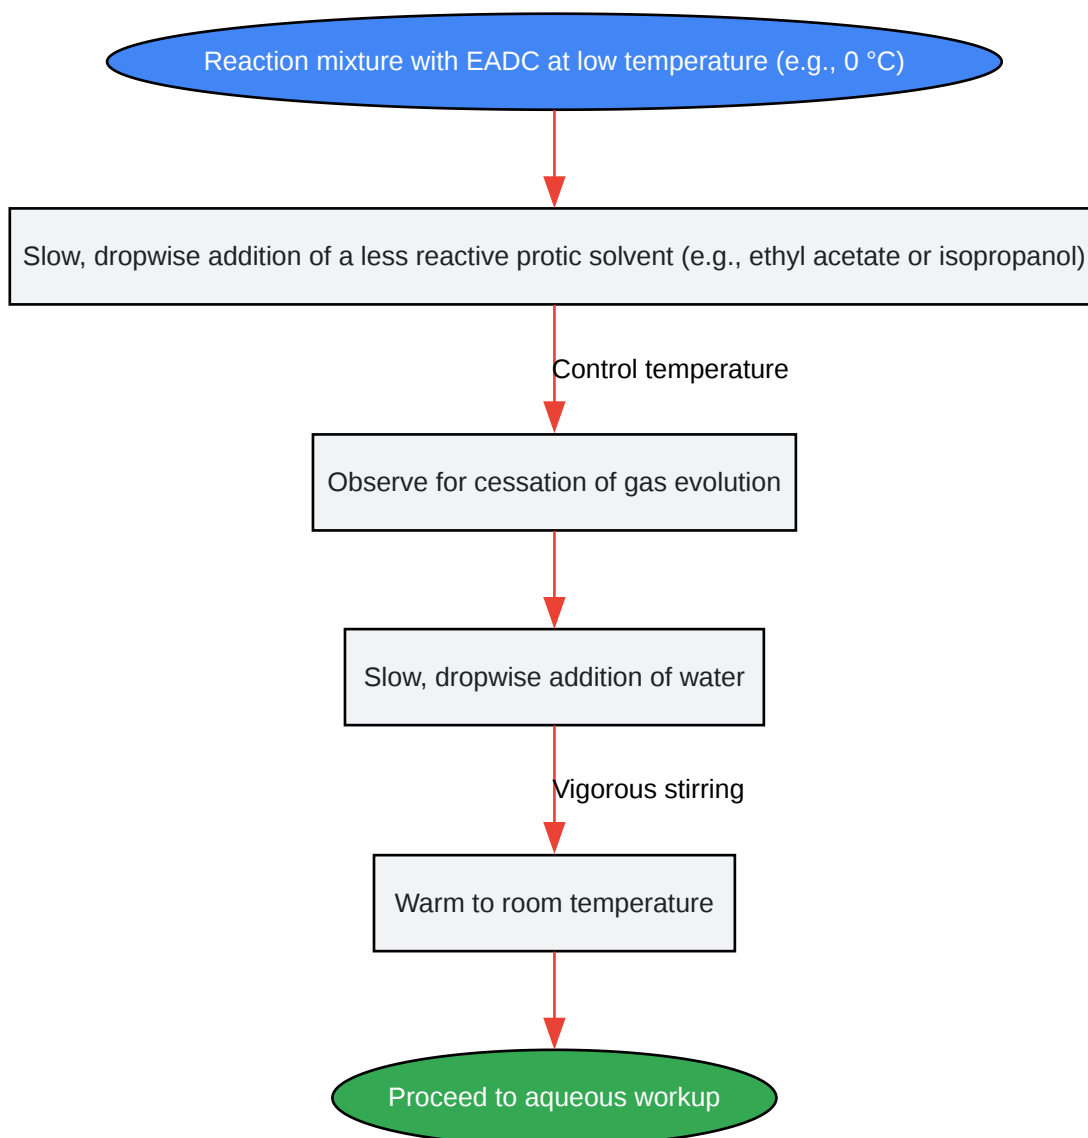 Reaction mixture with EADC at low temperature (e.g., 0 °C)
Slow, dropwise addition of a less reactive protic solvent (e.g., ethyl acetate or isopropanol)
Control temperature
Observe for cessation of gas evolution
Slow, dropwise addition of water
Vigorous stirring
Warm to room temperature
Proceed to aqueous workup